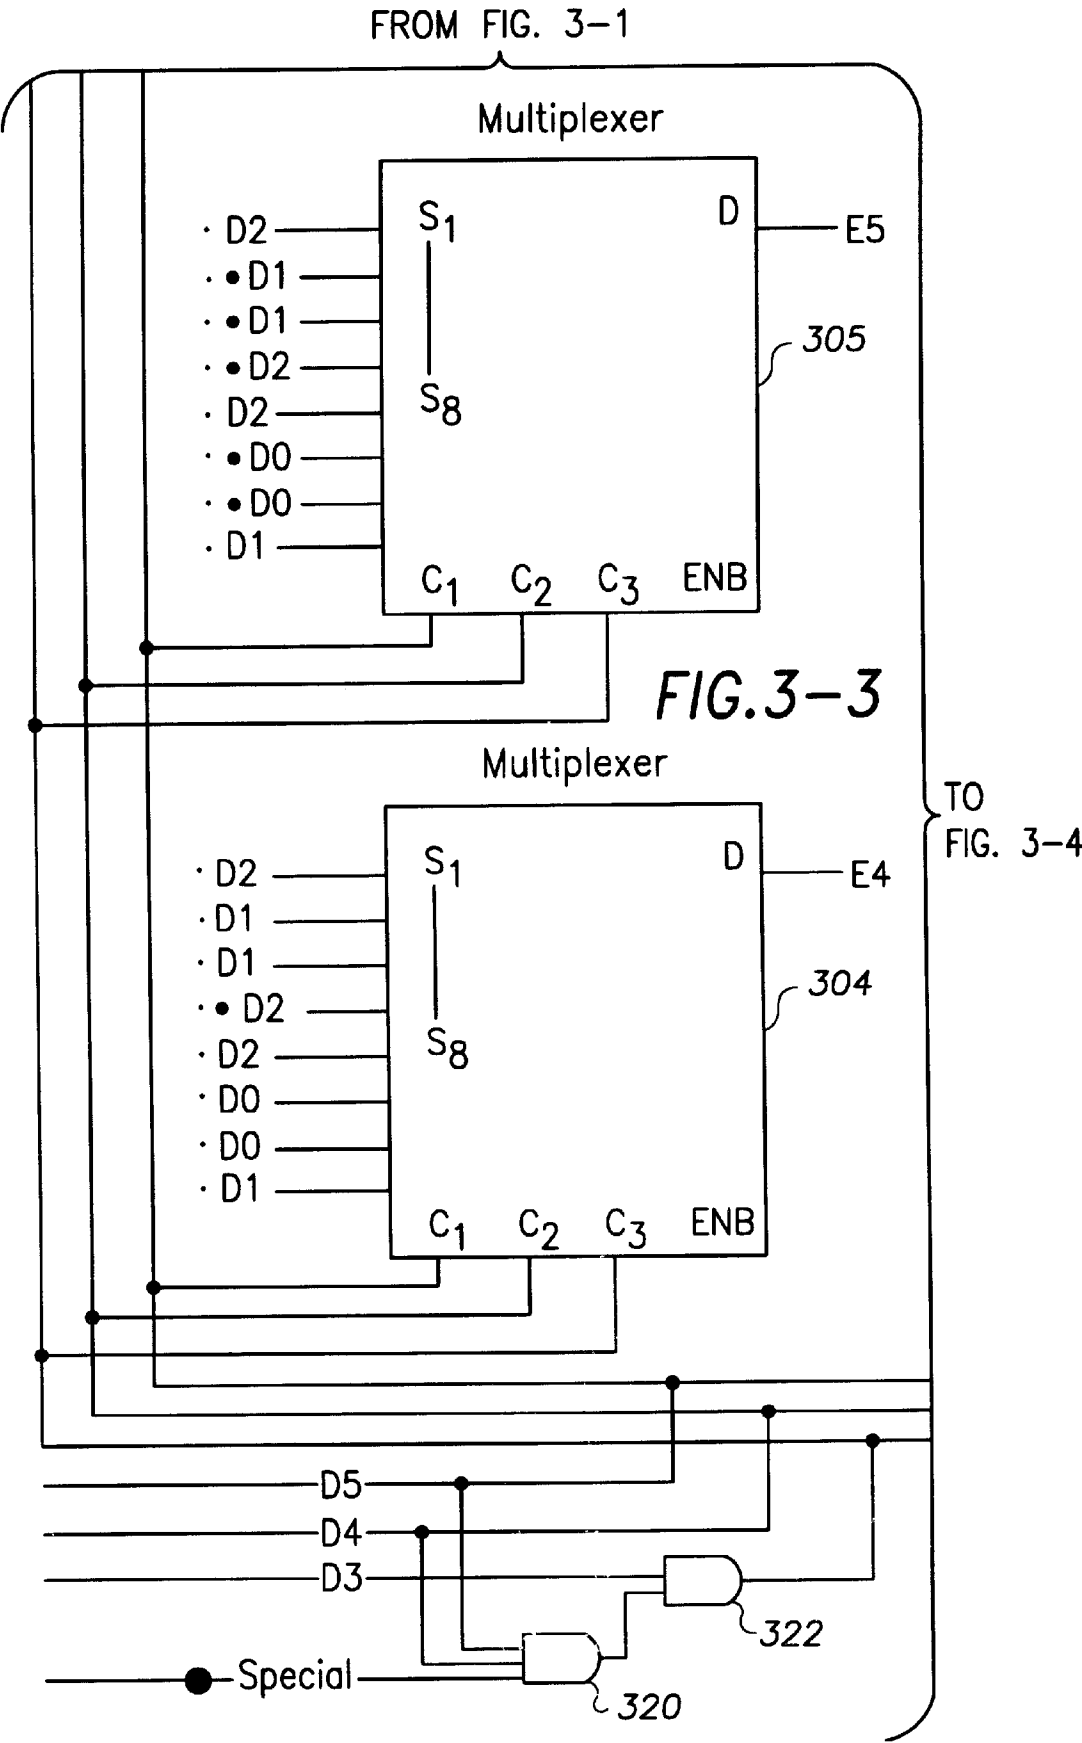 FROM FIG. 3-1
Multiplexer
S1
D
D2
E5
• D1
• D1
305
• D2
S8
D2
• D0
• D0
D1
C1 C2 C3 ENB
FIG.3-3
Multiplexer
TO
FIG. 3-4
S1
D
D2
E4
D1
D1
304
• D2
S8
D2
D0
D0
D1
C1 C2 C3 ENB
D5
D4
D3
322
Special
320